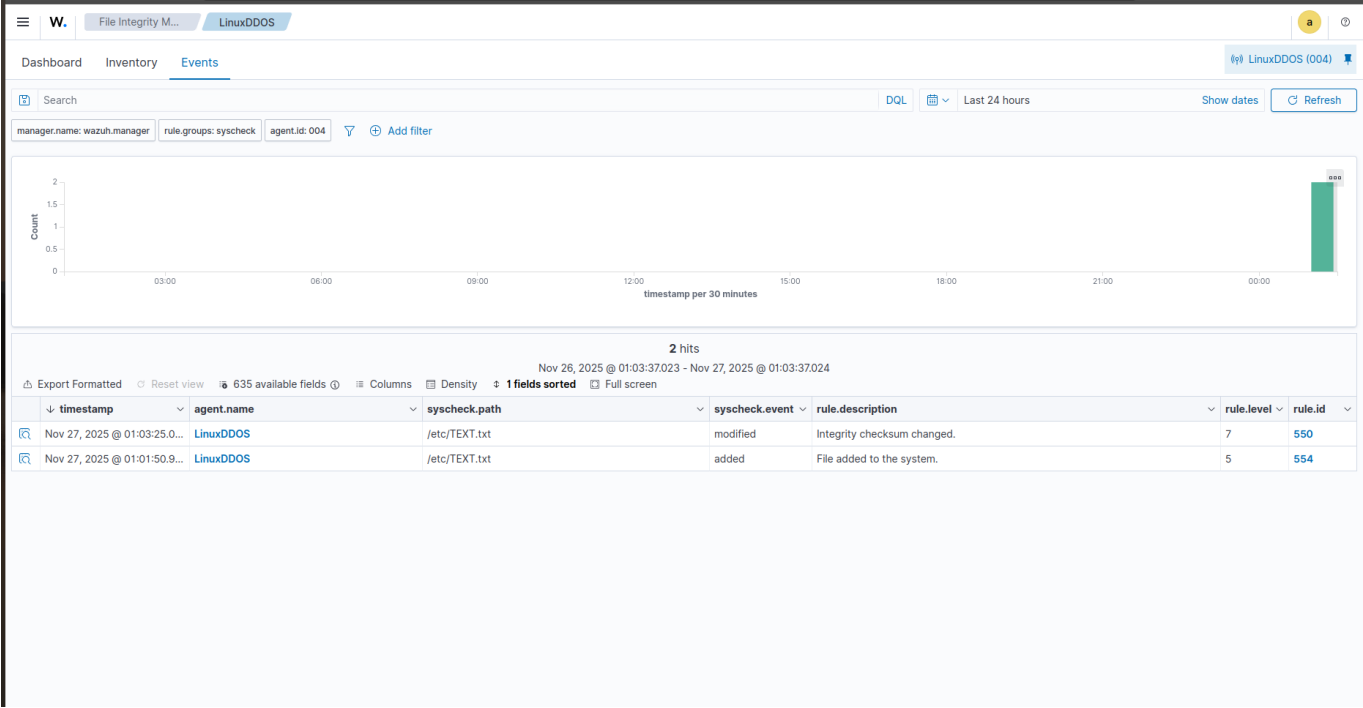 W. File Integrity M... LinuxDDOS a
Dashboard Inventory Events LinuxDDOS (004)
Search DQL Last 24 hours Show dates Refresh
manager.name: wazuh.manager rule.groups: syscheck agent.id: 004 Add filter
2
1.5
1
0.5
0
Count
03:00 06:00 09:00 12:00 15:00 18:00 21:00 00:00
timestamp per 30 minutes
2 hits
Nov 26, 2025 @ 01:03:37.023 - Nov 27, 2025 @ 01:03:37.024
Export Formatted Reset view 635 available fields Columns Density 1 fields sorted Full screen
timestamp agent.name syscheck.path syscheck.event rule.description rule.level rule.id
Nov 27, 2025 @ 01:03:25.0... LinuxDDOS /etc/TEXT.txt modified Integrity checksum changed. 7 550
Nov 27, 2025 @ 01:01:50.9... LinuxDDOS /etc/TEXT.txt added File added to the system. 5 554